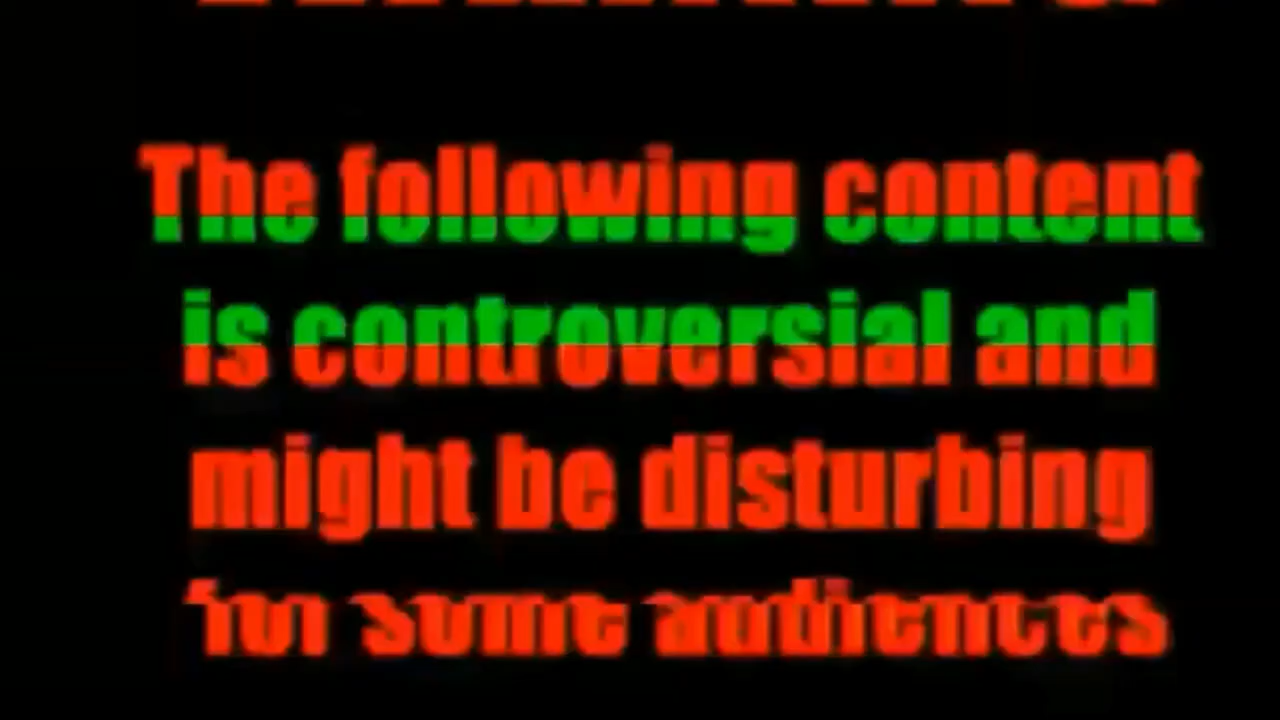 The following content
is controversial and
might be disturbing
for some audiences